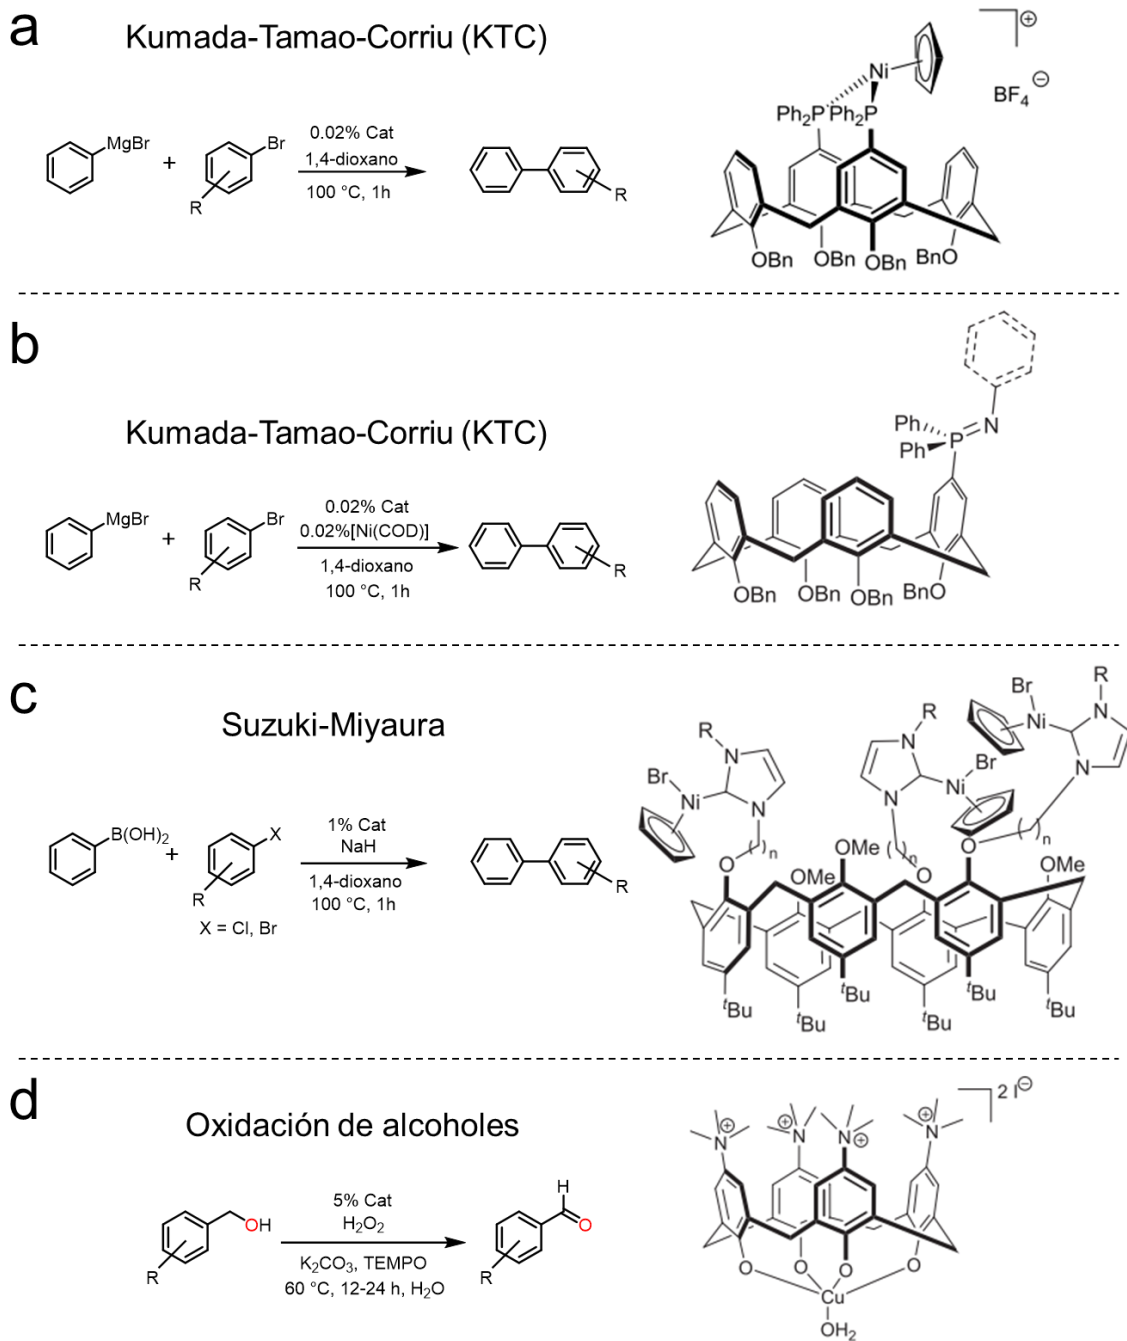 a
Kumada-Tamao-Corriu (KTC)
MgBr
+
Br
R
0.02% Cat
1,4-dioxano
100 °C, 1h
R
Ni
Ph₂P Ph₂P
⊕
BF₄ ⊖
OBn OBn OBn BnO
b
Kumada-Tamao-Corriu (KTC)
MgBr
+
Br
R
0.02% Cat
0.02%[Ni(COD)]
1,4-dioxano
100 °C, 1h
R
N
Ph
Ph P
OBn OBn OBn BnO
c
Suzuki-Miyaura
B(OH)₂
+
X
R
X = Cl, Br
1% Cat
NaH
1,4-dioxano
100 °C, 1h
R
Br Ni N R N
( )n
Br Ni N R N
( )n
Br Ni N R N
( )n
O OMe OMe O O OMe
ᵗBu ᵗBu ᵗBu ᵗBu ᵗBu ᵗBu
d
Oxidación de alcoholes
OH
R
5% Cat
H₂O₂
K₂CO₃, TEMPO
60 °C, 12-24 h, H₂O
H
O
R
2 I⊖
N⊕ N⊕ N⊕ N⊕
O O O O
Cu
OH₂